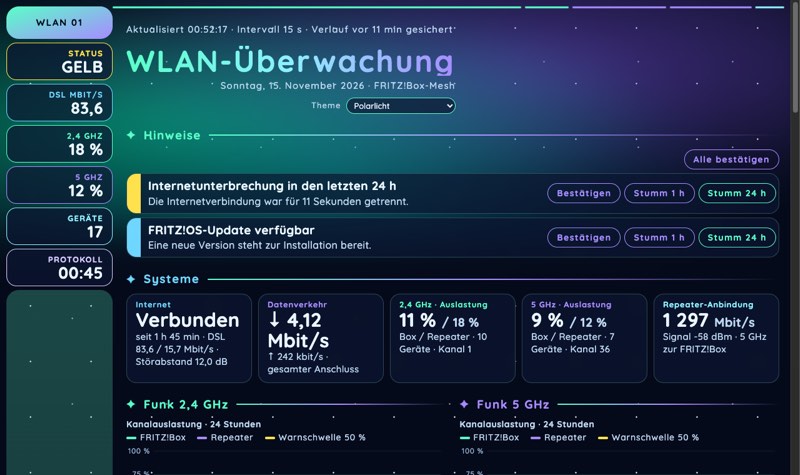 WLAN 01
STATUS
GELB
DSL MBIT/S
83,6
2,4 GHZ
18 %
5 GHZ
12 %
GERÄTE
17
PROTOKOLL
00:45
Aktualisiert 00:52:17 · Intervall 15 s · Verlauf vor 11 min gesichert
WLAN-Überwachung
Sonntag, 15. November 2026 · FRITZ!Box-Mesh
Theme Polarlicht
Hinweise
Alle bestätigen
Internetunterbrechung in den letzten 24 h
Die Internetverbindung war für 11 Sekunden getrennt.
Bestätigen Stumm 1 h Stumm 24 h
FRITZ!OS-Update verfügbar
Eine neue Version steht zur Installation bereit.
Bestätigen Stumm 1 h Stumm 24 h
Systeme
Internet
Verbunden
seit 1 h 45 min · DSL
83,6 / 15,7 Mbit/s ·
Störabstand 12,0 dB
Datenverkehr
↓ 4,12
Mbit/s
↑ 242 kbit/s ·
gesamter Anschluss
2,4 GHz · Auslastung
11 % / 18 %
Box / Repeater · 10
Geräte · Kanal 1
5 GHz · Auslastung
9 % / 12 %
Box / Repeater · 7
Geräte · Kanal 36
Repeater-Anbindung
1 297 Mbit/s
Signal -58 dBm · 5 GHz
zur FRITZ!Box
Funk 2,4 GHz
Kanalauslastung · 24 Stunden
FRITZ!Box Repeater Warnschwelle 50 %
100 %
75 %
Funk 5 GHz
Kanalauslastung · 24 Stunden
FRITZ!Box Repeater Warnschwelle 50 %
100 %
75 %